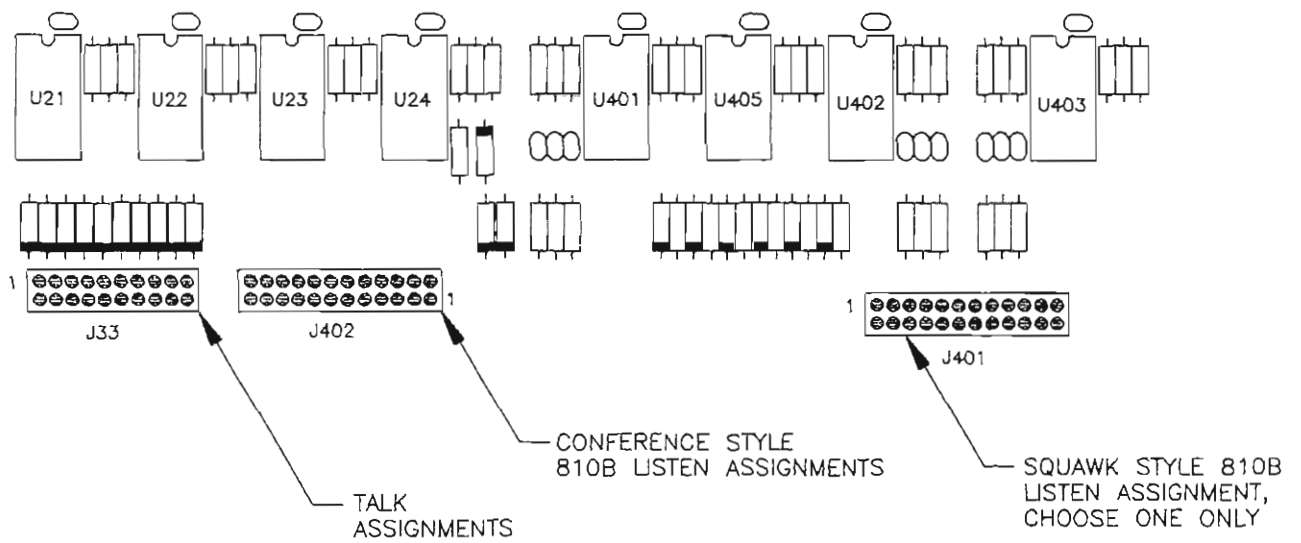 U21
U22
U23
U24
U401
U405
U402
U403
1
J33
J402
1
1
J401
CONFERENCE STYLE
810B LISTEN ASSIGNMENTS
TALK
ASSIGNMENTS
SQUAWK STYLE 810B
LISTEN ASSIGNMENT,
CHOOSE ONE ONLY